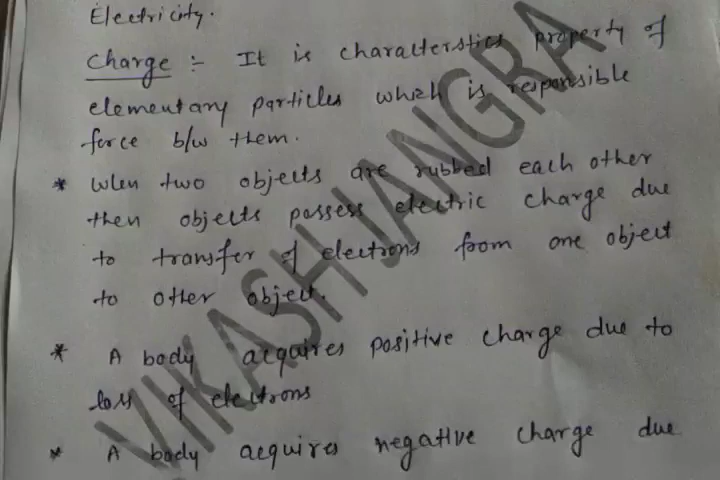 Electricity.
Charge :- It is characterstics property of
elementary particles which is responsible
force b/w them.
* When two objects are rubbed each other
then objects possess electric charge due
to transfer of electrons from one object
to other object.
* A body acquires positive charge due to
loss of electrons
* A body acquires negative charge due
VIKASH JANGRA